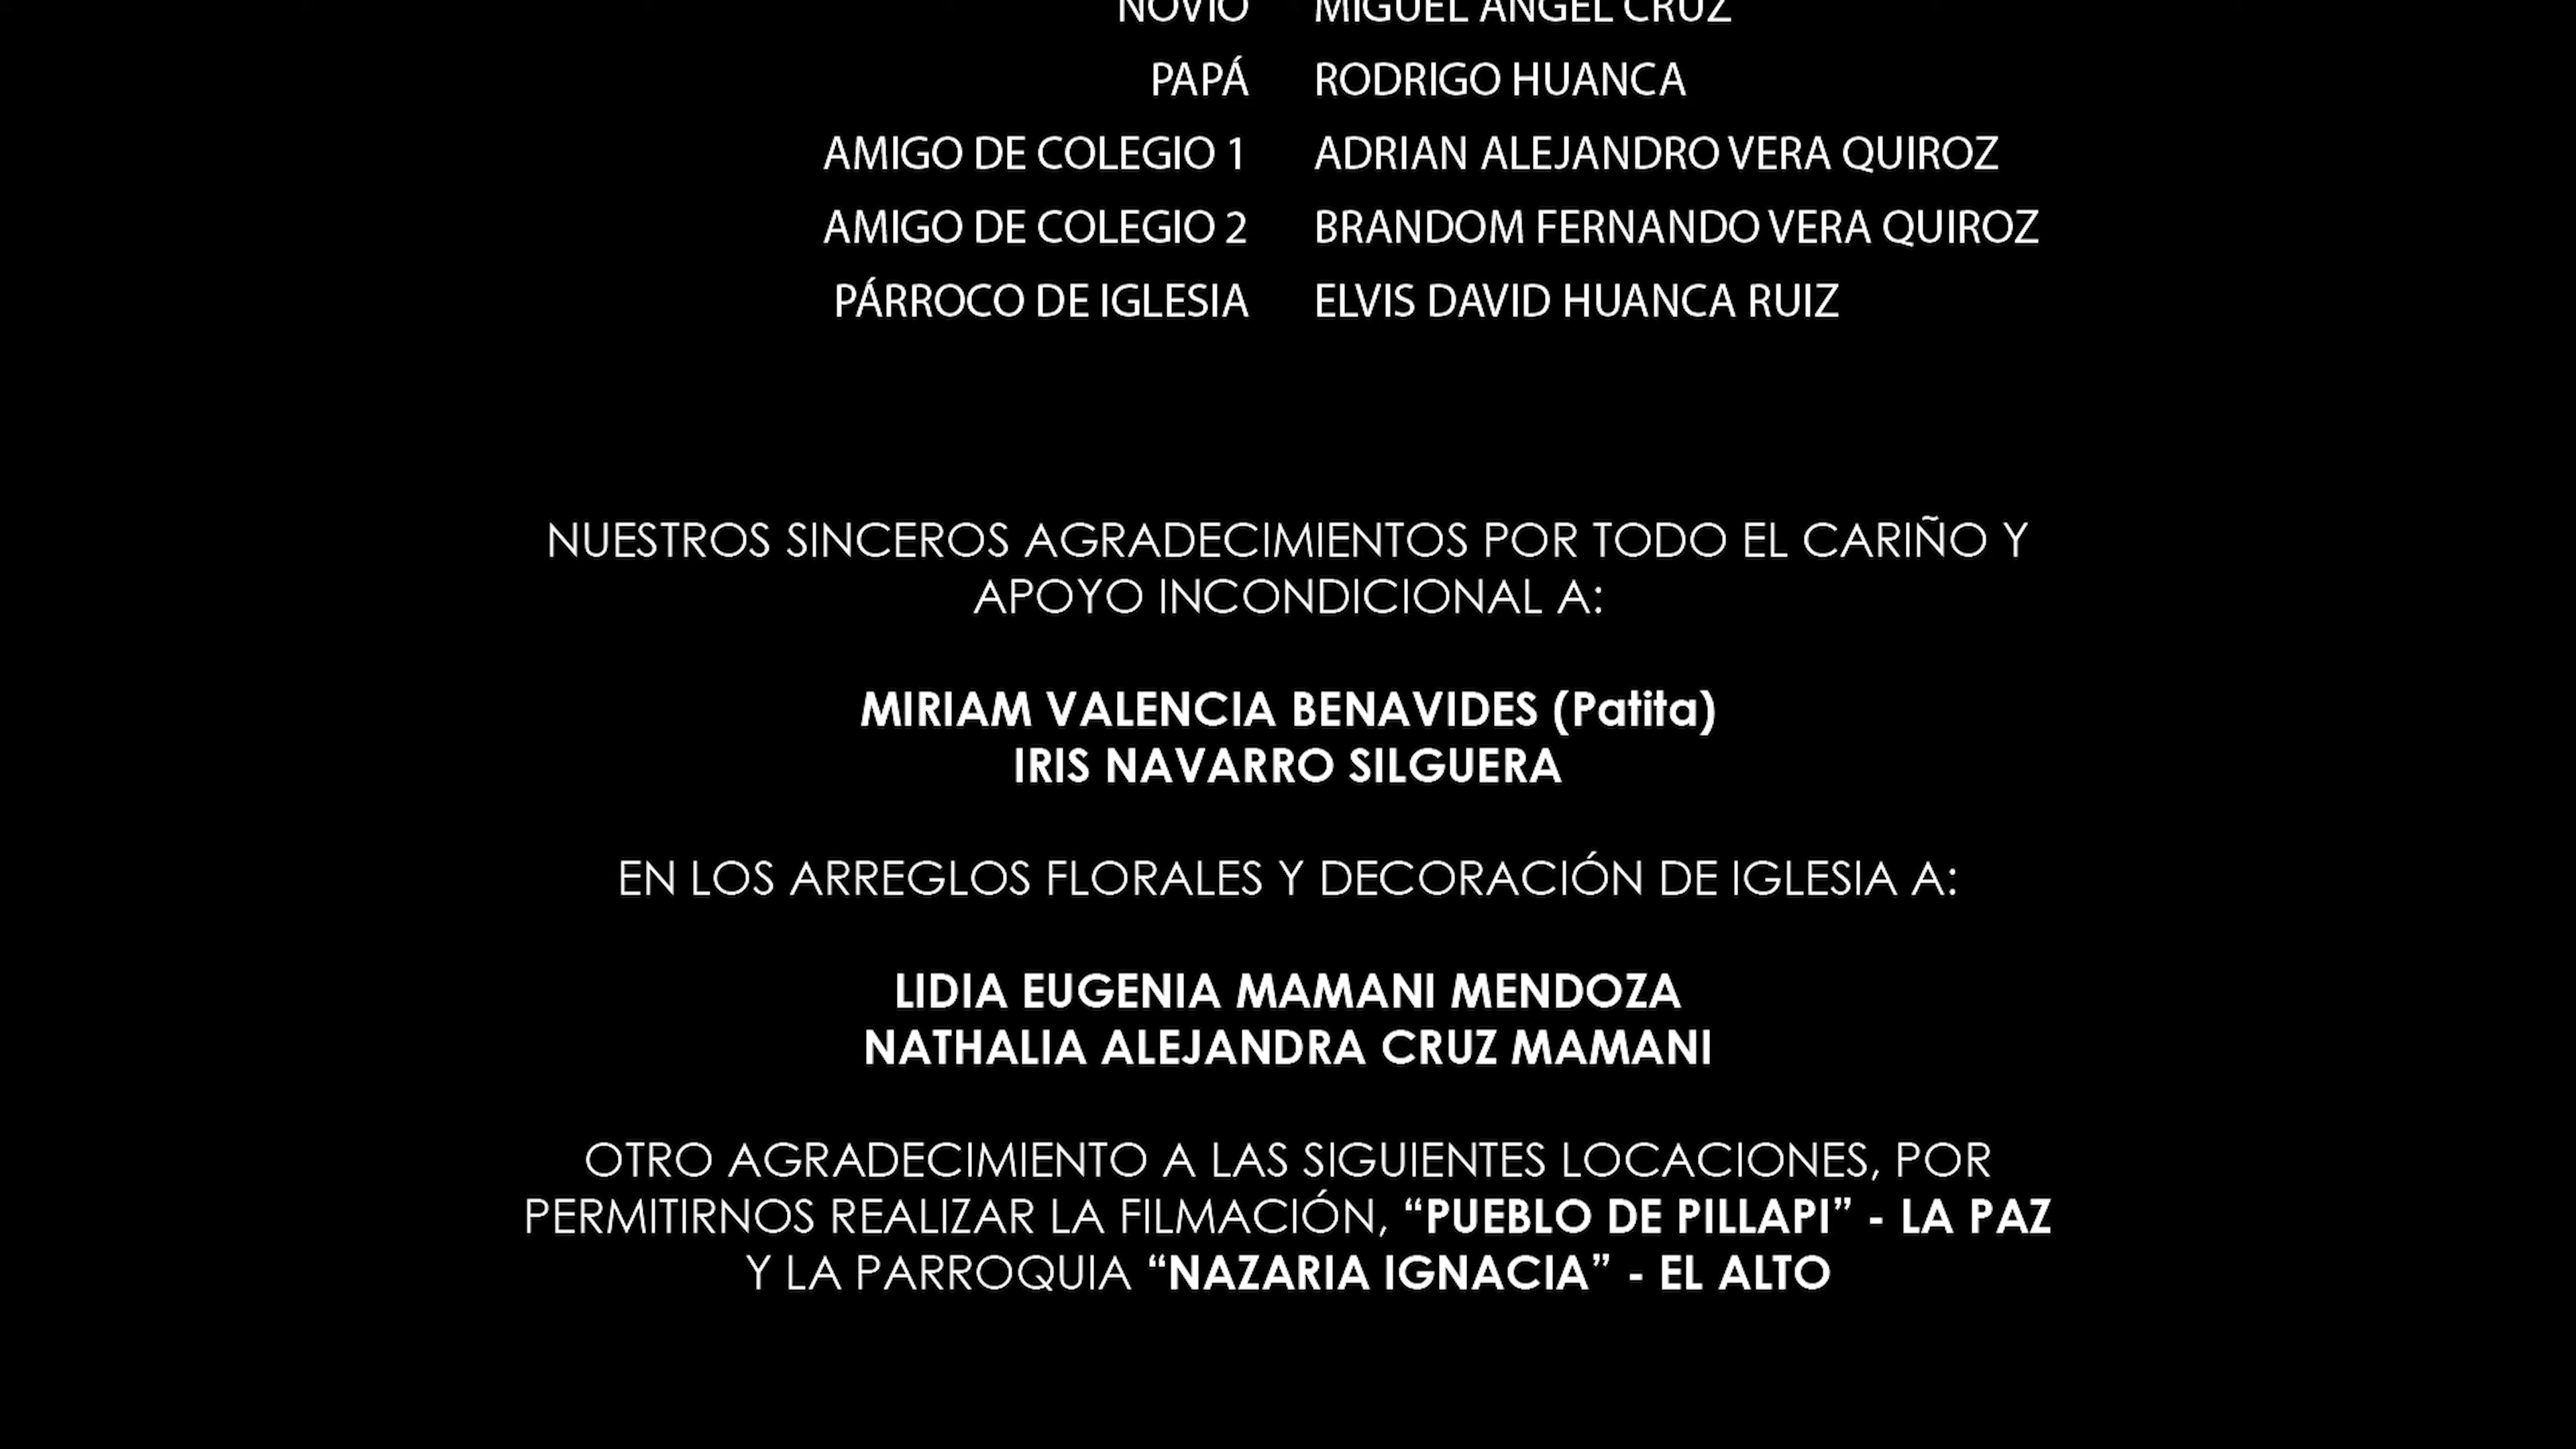 NOVIO MIGUEL ANGEL CRUZ
PAPÁ RODRIGO HUANCA
AMIGO DE COLEGIO 1 ADRIAN ALEJANDRO VERA QUIROZ
AMIGO DE COLEGIO 2 BRANDOM FERNANDO VERA QUIROZ
PÁRROCO DE IGLESIA ELVIS DAVID HUANCA RUIZ
NUESTROS SINCEROS AGRADECIMIENTOS POR TODO EL CARIÑO Y
APOYO INCONDICIONAL A:
MIRIAM VALENCIA BENAVIDES (Patita)
IRIS NAVARRO SILGUERA
EN LOS ARREGLOS FLORALES Y DECORACIÓN DE IGLESIA A:
LIDIA EUGENIA MAMANI MENDOZA
NATHALIA ALEJANDRA CRUZ MAMANI
OTRO AGRADECIMIENTO A LAS SIGUIENTES LOCACIONES, POR
PERMITIRNOS REALIZAR LA FILMACIÓN, “PUEBLO DE PILLAPI” - LA PAZ
Y LA PARROQUIA “NAZARIA IGNACIA” - EL ALTO